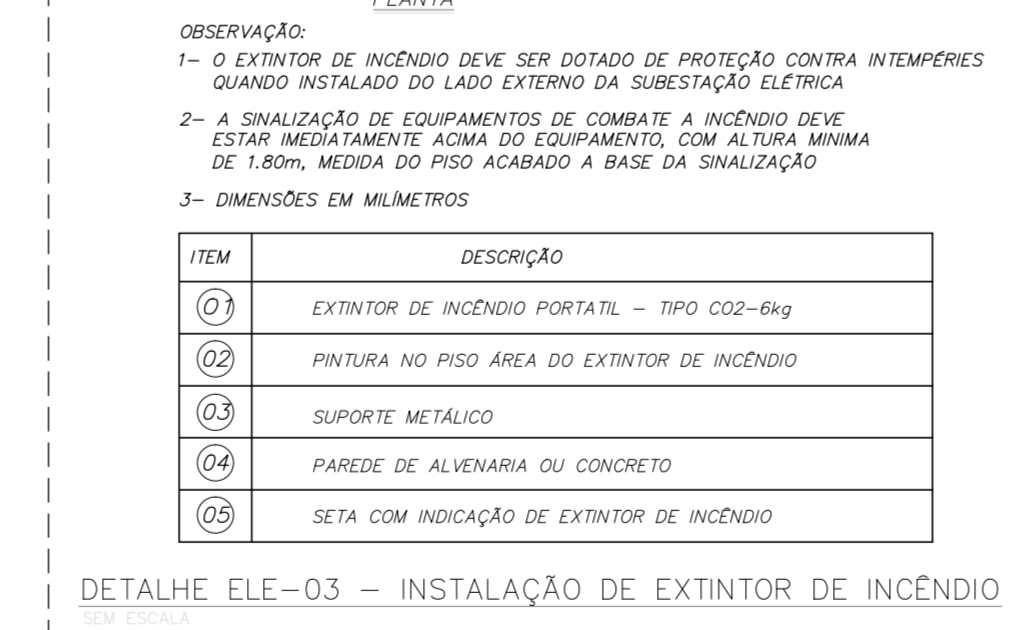 PLANTA
OBSERVAÇÃO:
1- O EXTINTOR DE INCÊNDIO DEVE SER DOTADO DE PROTEÇÃO CONTRA INTEMPÉRIES
QUANDO INSTALADO DO LADO EXTERNO DA SUBESTAÇÃO ELÉTRICA
2- A SINALIZAÇÃO DE EQUIPAMENTOS DE COMBATE A INCÊNDIO DEVE
ESTAR IMEDIATAMENTE ACIMA DO EQUIPAMENTO, COM ALTURA MINIMA
DE 1.80m, MEDIDA DO PISO ACABADO A BASE DA SINALIZAÇÃO
3- DIMENSÕES EM MILÍMETROS
ITEM DESCRIÇÃO
01 EXTINTOR DE INCÊNDIO PORTATIL - TIPO CO2-6kg
02 PINTURA NO PISO ÁREA DO EXTINTOR DE INCÊNDIO
03 SUPORTE METÁLICO
04 PAREDE DE ALVENARIA OU CONCRETO
05 SETA COM INDICAÇÃO DE EXTINTOR DE INCÊNDIO
DETALHE ELE-03 - INSTALAÇÃO DE EXTINTOR DE INCÊNDIO
SEM ESCALA